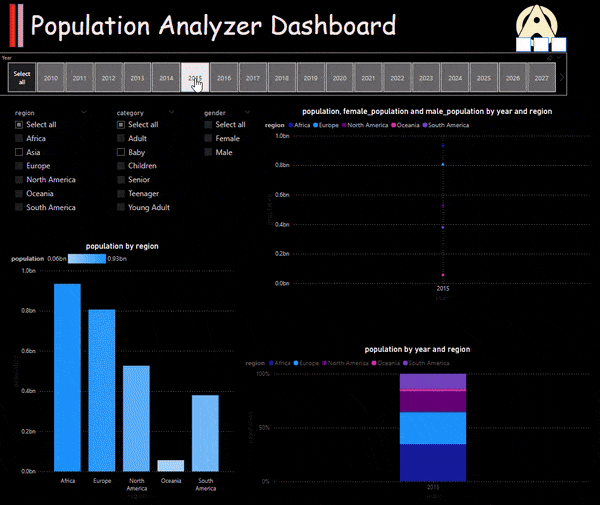 Population Analyzer Dashboard
Year
Select all
2010 2011 2012 2013 2014 2015 2016 2017 2018 2019 2020 2021 2022 2023 2024 2025 2026 2027
region
Select all
Africa
Asia
Europe
North America
Oceania
South America
category
Select all
Adult
Baby
Children
Senior
Teenager
Young Adult
gender
Select all
Female
Male
population, female_population and male_population by year and region
region Africa Europe North America Oceania South America
1.0bn
0.8bn
0.6bn
0.4bn
0.2bn
0.0bn
2015
population by region
population 0.06bn 0.93bn
1.0bn
0.8bn
0.6bn
0.4bn
0.2bn
0.0bn
Africa Europe North America Oceania South America
population by year and region
region Africa Europe North America Oceania South America
100%
50%
0%
2015